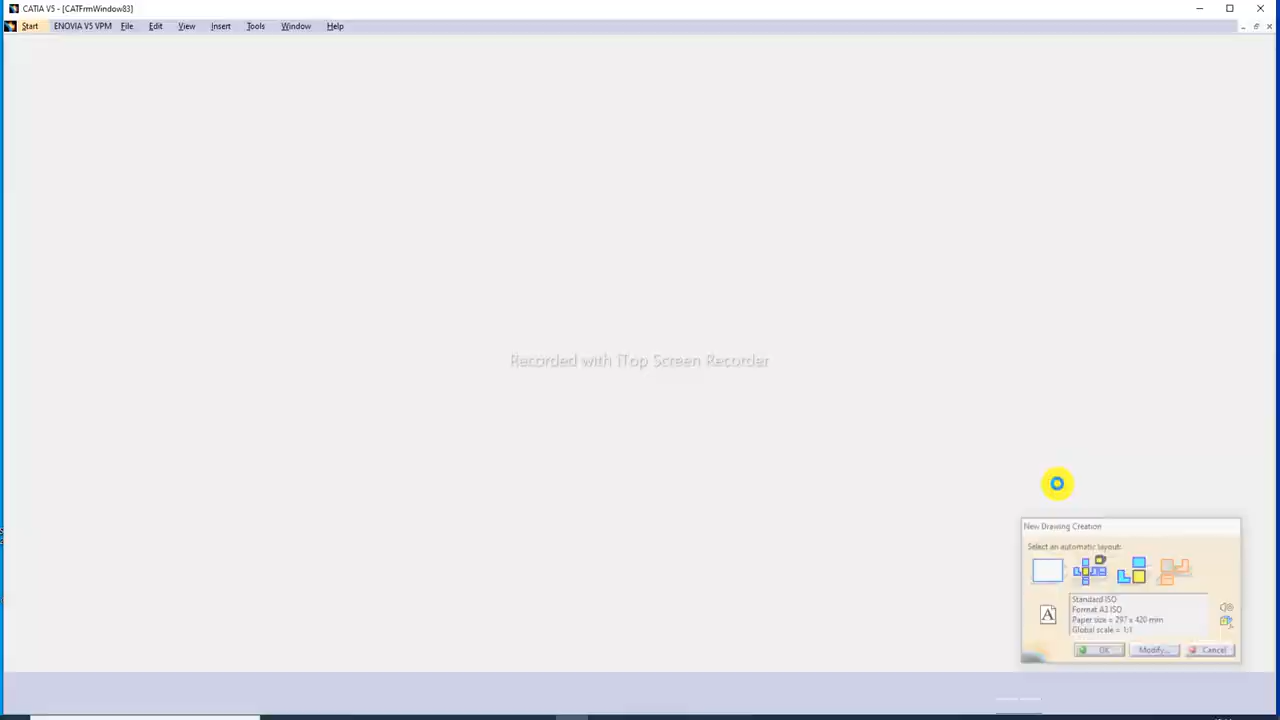 CATIA V5 - [CATFrmWindow83]
Start ENOVIA V5 VPM File Edit View Insert Tools Window Help
Recorded with iTop Screen Recorder
New Drawing Creation
Select an automatic layout:
Standard ISO
Format A3 ISO
Paper size = 297 x 420 mm
Global scale = 1:1
A
OK Modify... Cancel